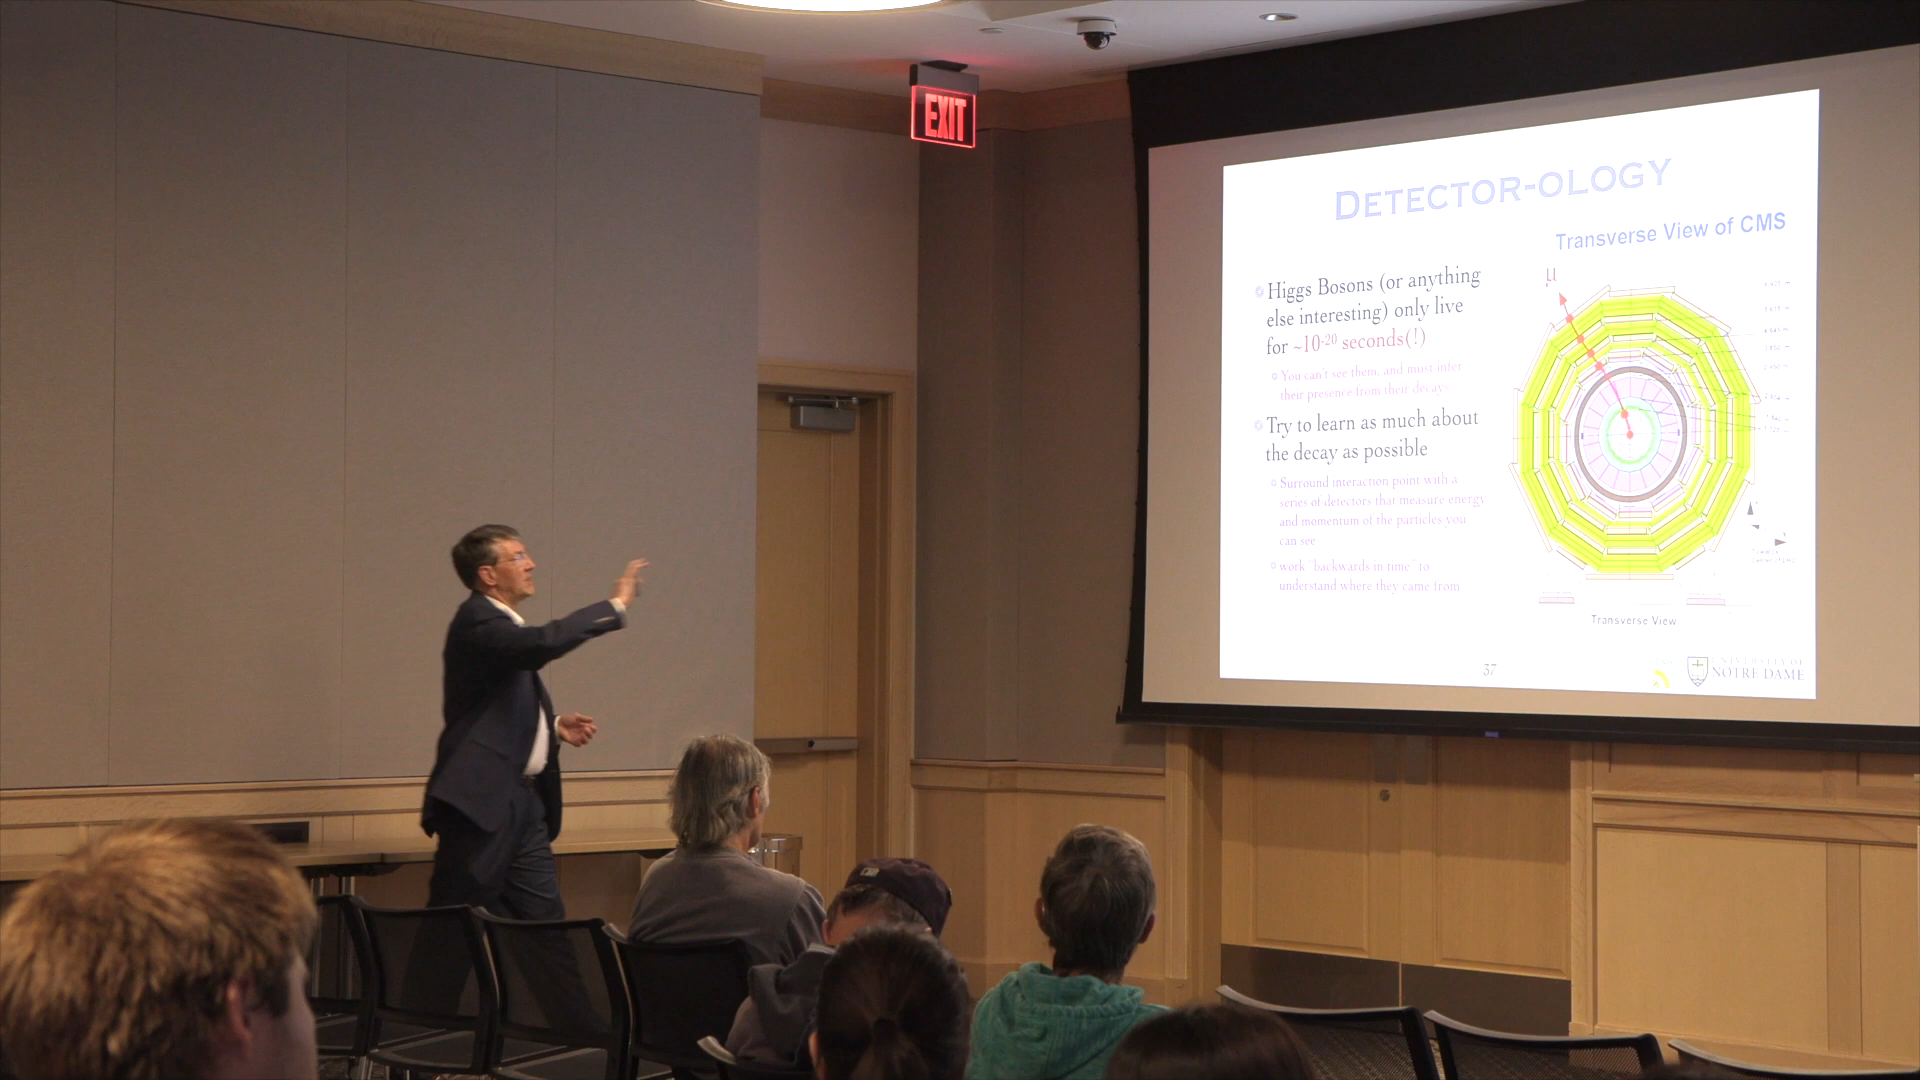 EXIT
DETECTOR-OLOGY
Transverse View of CMS
μ
Higgs Bosons (or anything
else interesting) only live
for ~10⁻²⁰ seconds(!)
You can't see them, and must infer
their presence from their decays
Try to learn as much about
the decay as possible
Surround interaction point with a
series of detectors that measure energy
and momentum of the particles you
can see
work "backwards in time" to
understand where they came from
Transverse View
37
UNIVERSITY OF
NOTRE DAME